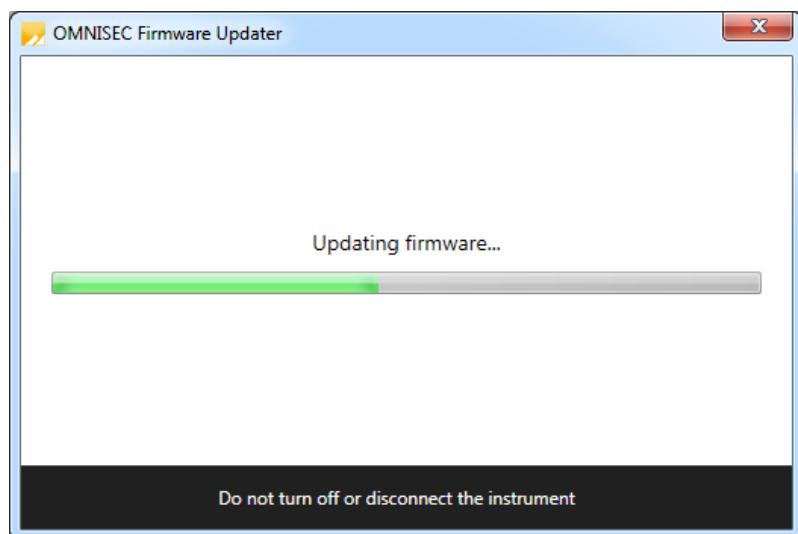 OMNISEC Firmware Updater
Updating firmware...
Do not turn off or disconnect the instrument